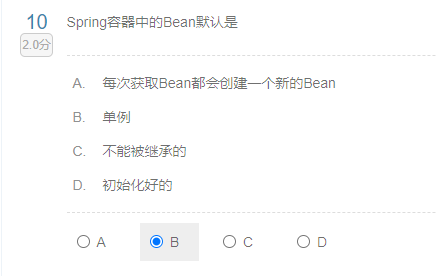 10 Spring容器中的Bean默认是
2.0分
A. 每次获取Bean都会创建一个新的Bean
B. 单例
C. 不能被继承的
D. 初始化好的
A B C D